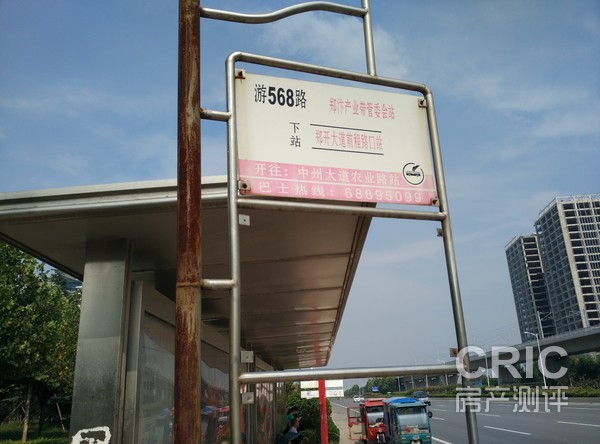 游568路
郑汴产业带管委会站
下站
郑开大道前程路口站
开往：中州大道农业路站
巴士热线：68895099
CRIC
房产测评